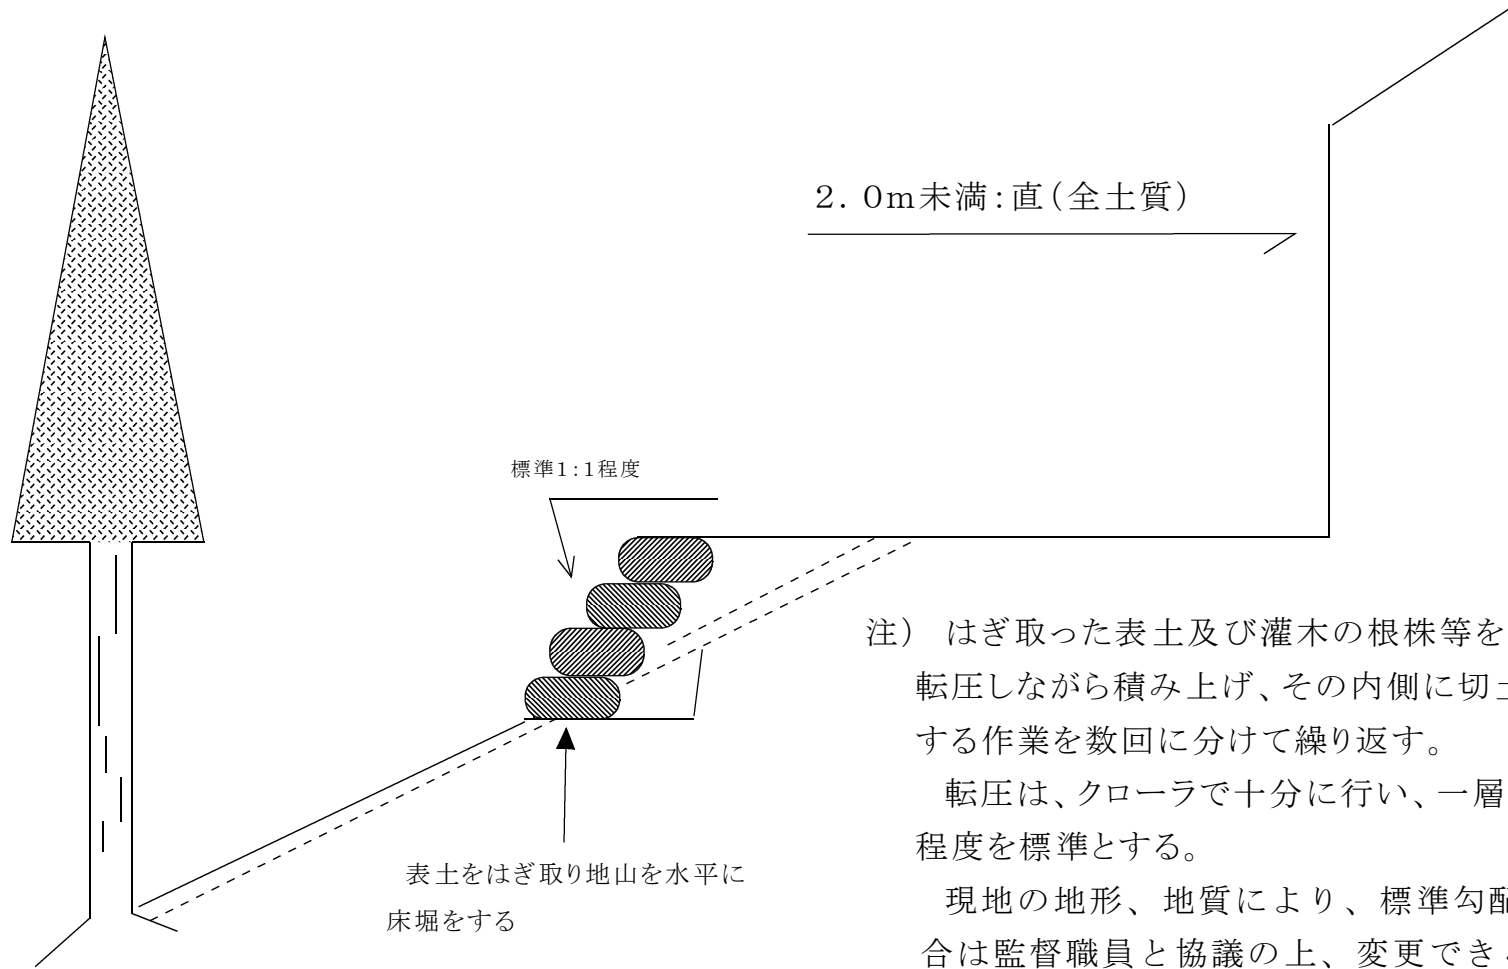 2.0m未満:直(全土質)
標準1:1程度
注) はぎ取った表土及び灌木の根株等を
転圧しながら積み上げ、その内側に切
する作業を数回に分けて繰り返す。
転圧は、クローラで十分に行い、一層
程度を標準とする。
現地の地形、地質により、標準勾配
合は監督職員と協議の上、変更でき
表土をはぎ取り地山を水平に
床堀をする